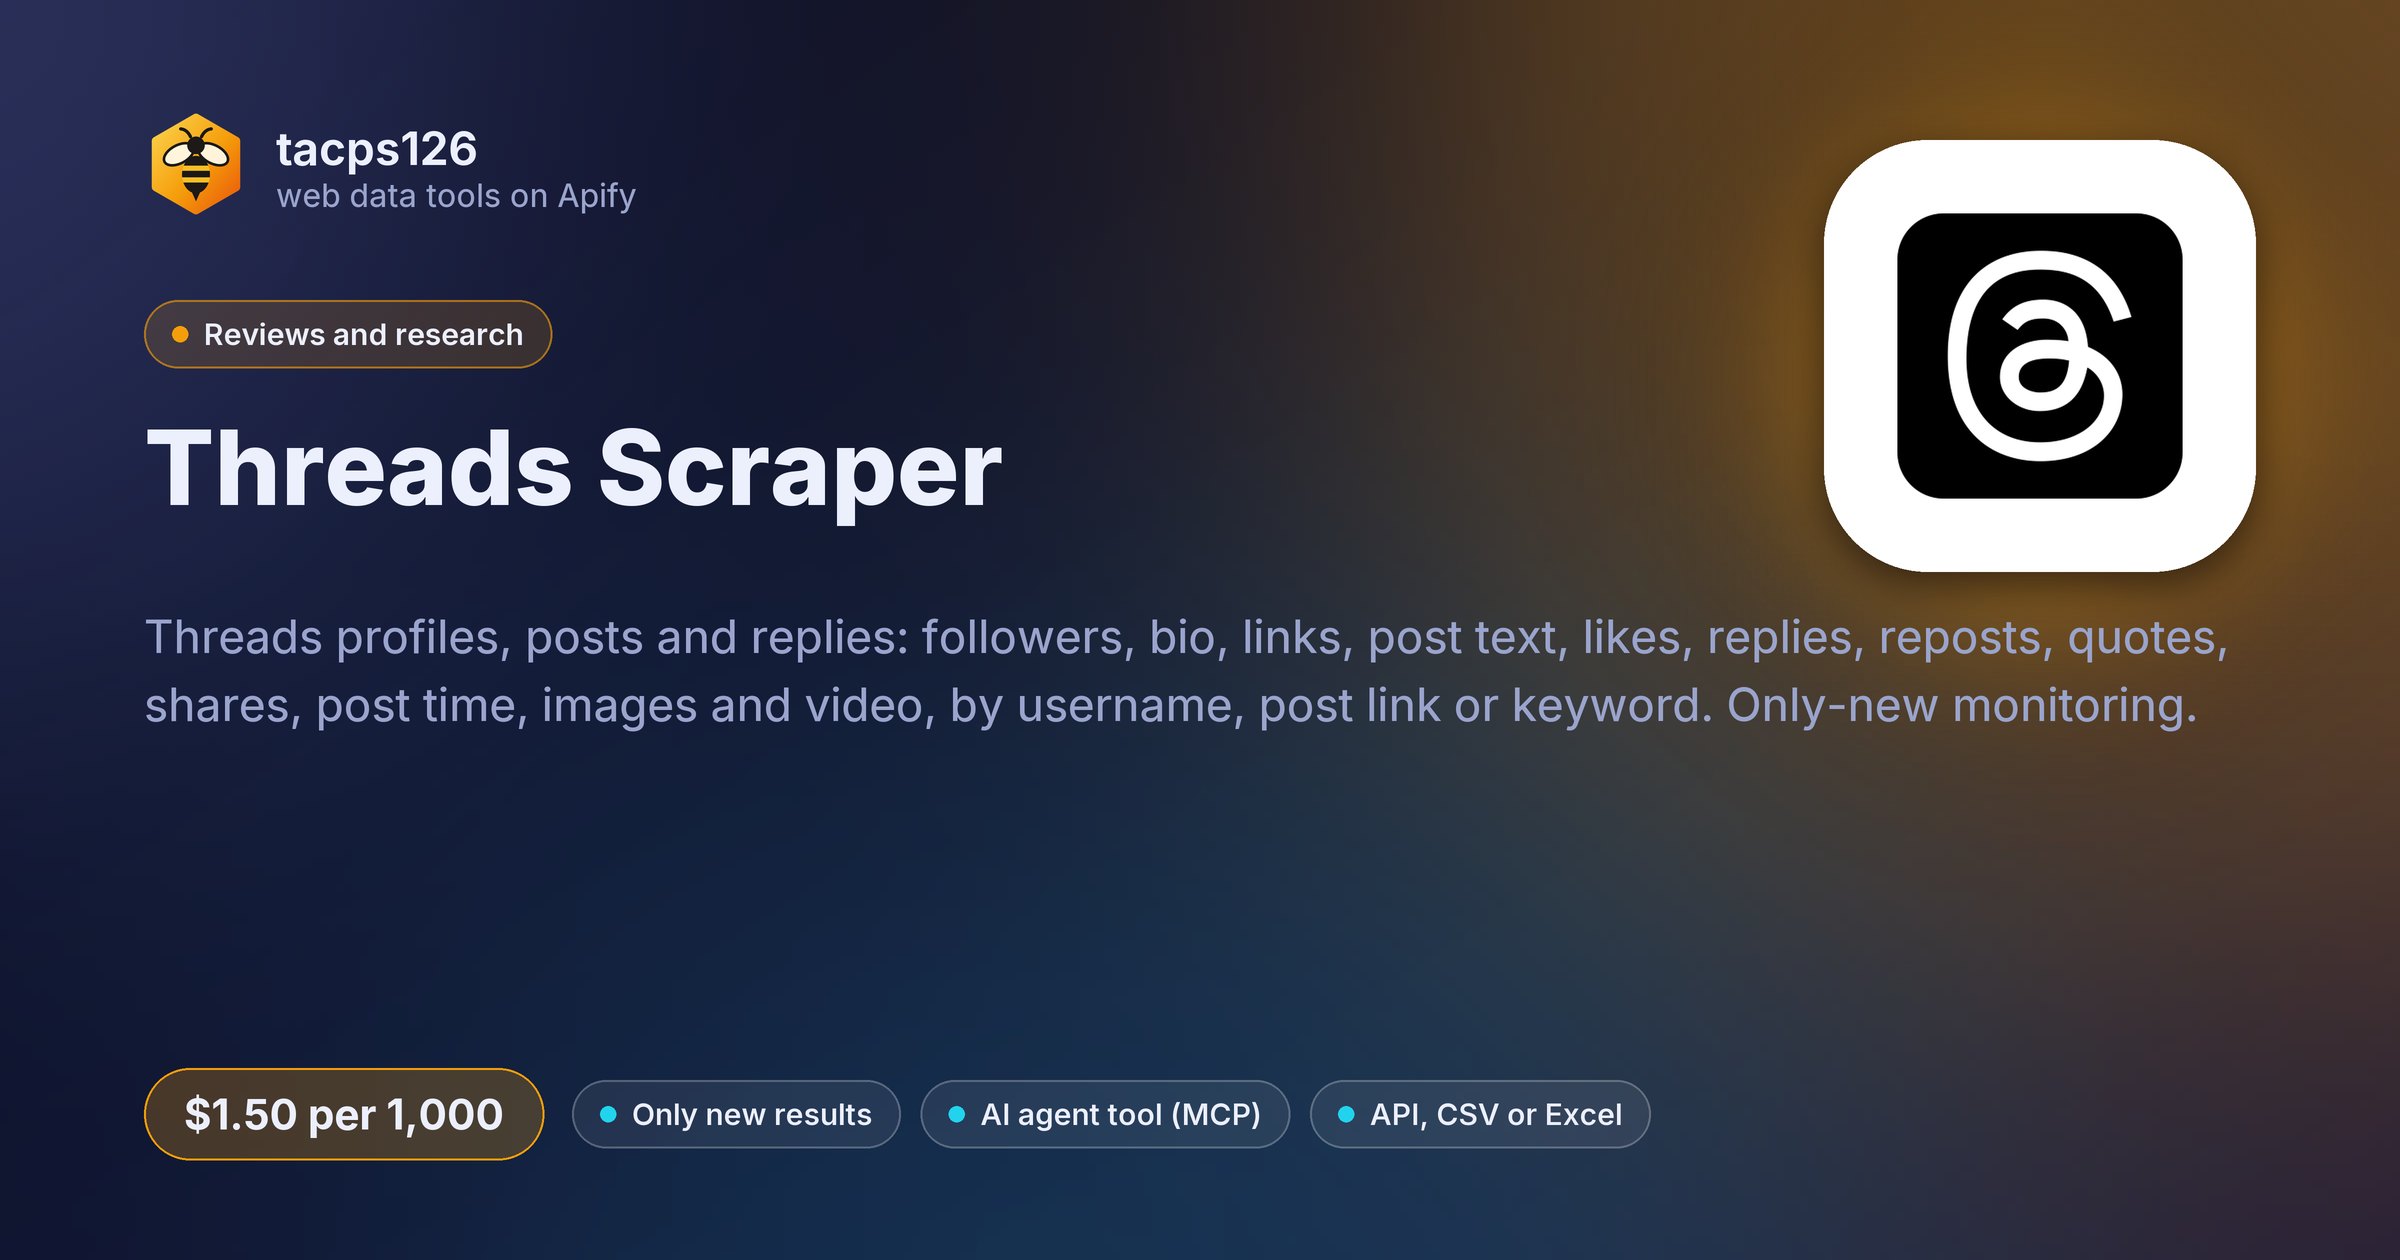 tacps126
web data tools on Apify
Reviews and research
Threads Scraper
Threads profiles, posts and replies: followers, bio, links, post text, likes, replies, reposts, quotes,
shares, post time, images and video, by username, post link or keyword. Only-new monitoring.
$1.50 per 1,000
Only new results
AI agent tool (MCP)
API, CSV or Excel